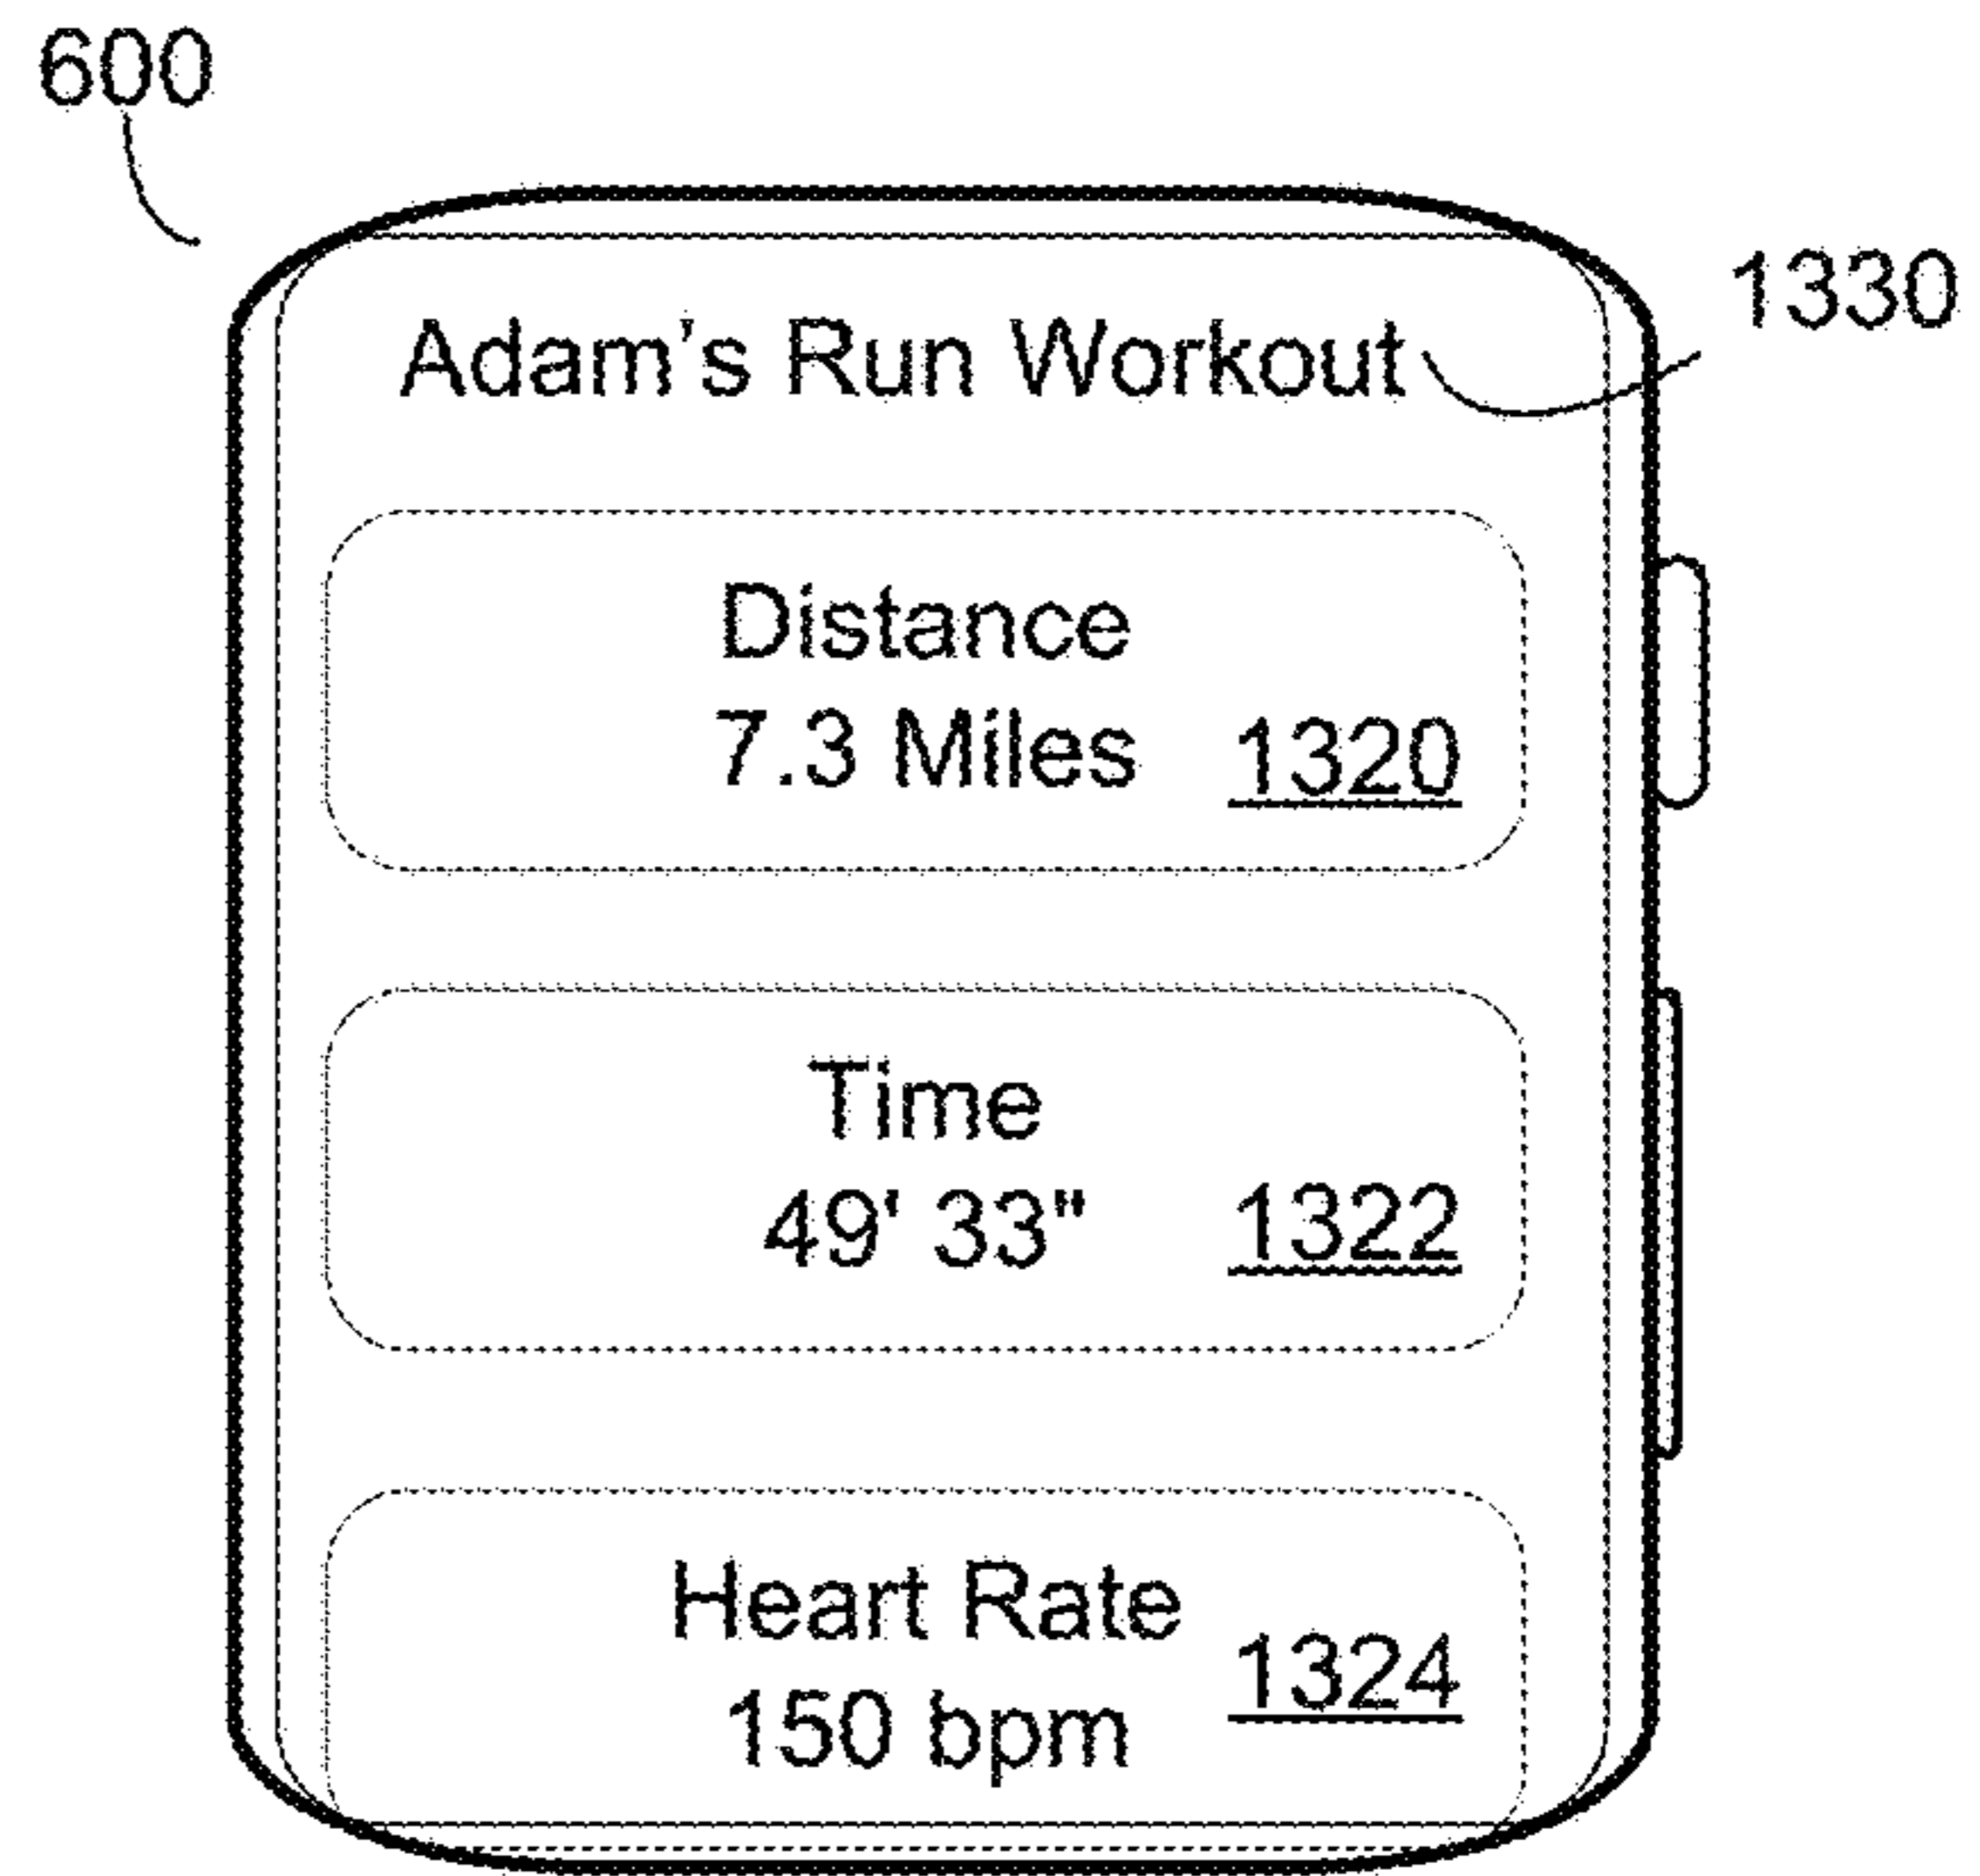 600
1330
Adam's Run Workout
Distance
7.3 Miles 1320
Time
49' 33" 1322
Heart Rate
1324
150 bpm